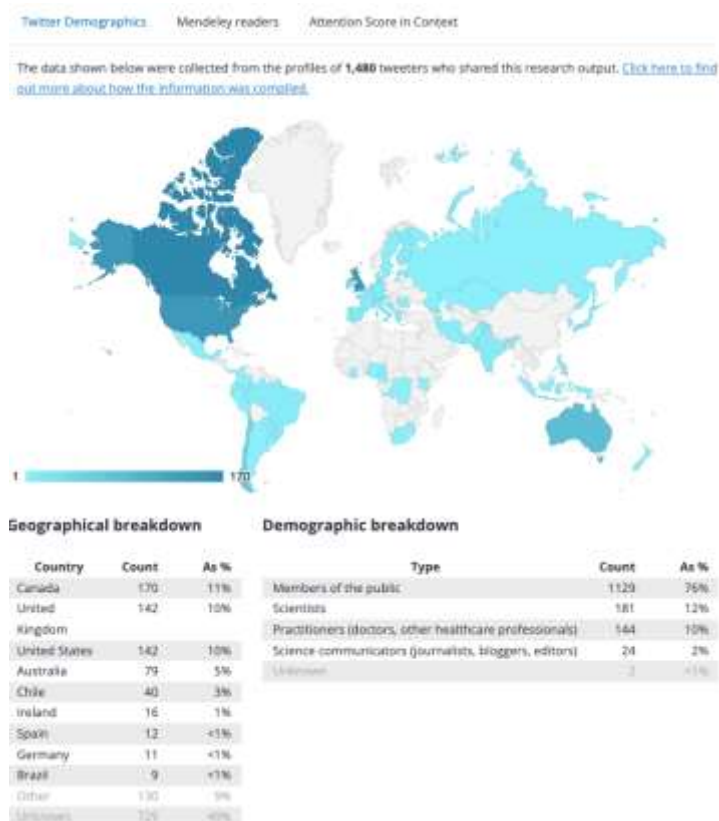 Twitter Demographics Mendeley readers Attention Score in Context
The data shown below were collected from the profiles of 1,480 tweeters who shared this research output. Click here to find
out more about how the information was compiled.
1 170
Geographical breakdown Demographic breakdown
Country Count As % Type Count As %
Canada 170 11% Members of the public 1129 76%
United 142 10% Scientists 181 12%
Kingdom Practitioners (doctors, other healthcare professionals) 144 10%
United States 142 10% Science communicators (journalists, bloggers, editors) 24 2%
Australia 79 5% Unknown 2 <1%
Chile 40 3%
Ireland 16 1%
Spain 12 <1%
Germany 11 <1%
Brazil 9 <1%
Other 130 9%
Unknown 729 49%